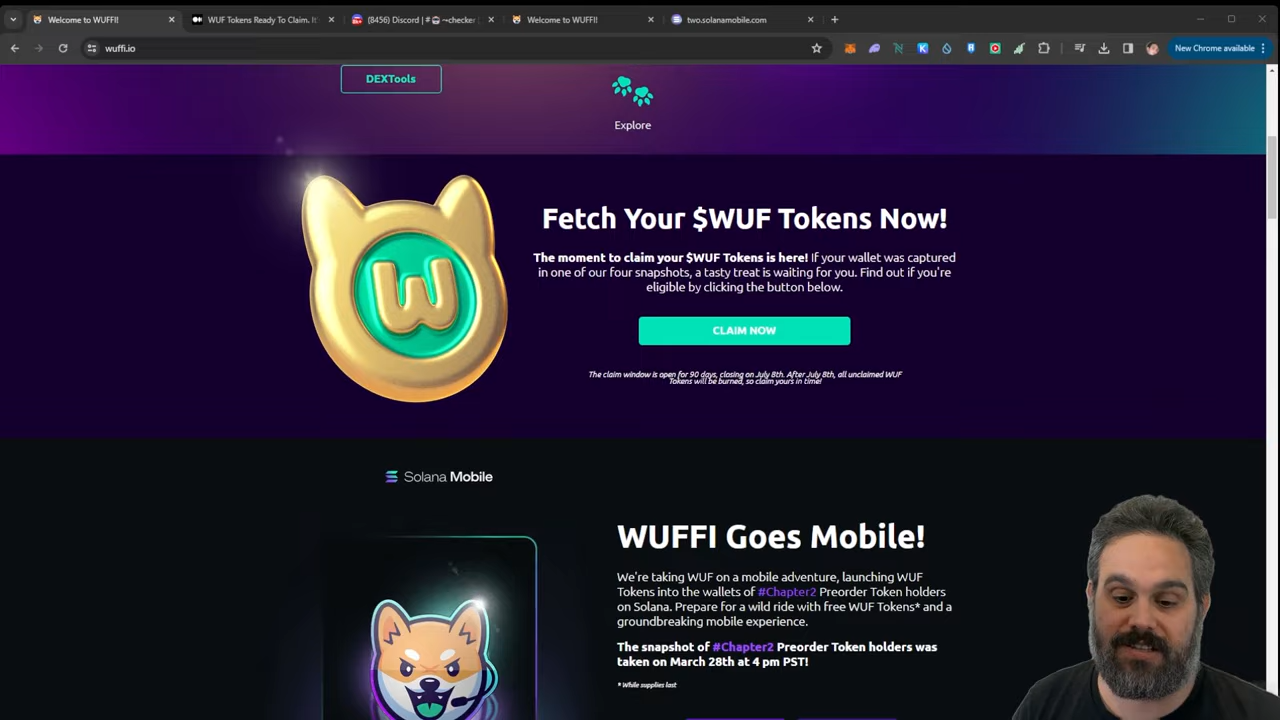 Welcome to WUFFI!
WUF Tokens Ready To Claim. It
(8456) Discord | #
checker
Welcome to WUFFI!
two.solanamobile.com
wuffi.io
New Chrome available
DEXTools
Explore
W
Fetch Your $WUF Tokens Now!
The moment to claim your $WUF Tokens is here! If your wallet was captured
in one of our four snapshots, a tasty treat is waiting for you. Find out if you're
eligible by clicking the button below.
CLAIM NOW
The claim window is open for 90 days, closing on July 8th. After July 8th, all unclaimed WUF
Tokens will be burned, so claim yours in time!
Solana Mobile
WUFFI Goes Mobile!
We're taking WUF on a mobile adventure, launching WUF
Tokens into the wallets of #Chapter2 Preorder Token holders
on Solana. Prepare for a wild ride with free WUF Tokens* and a
groundbreaking mobile experience.
The snapshot of #Chapter2 Preorder Token holders was
taken on March 28th at 4 pm PST!
* While supplies last